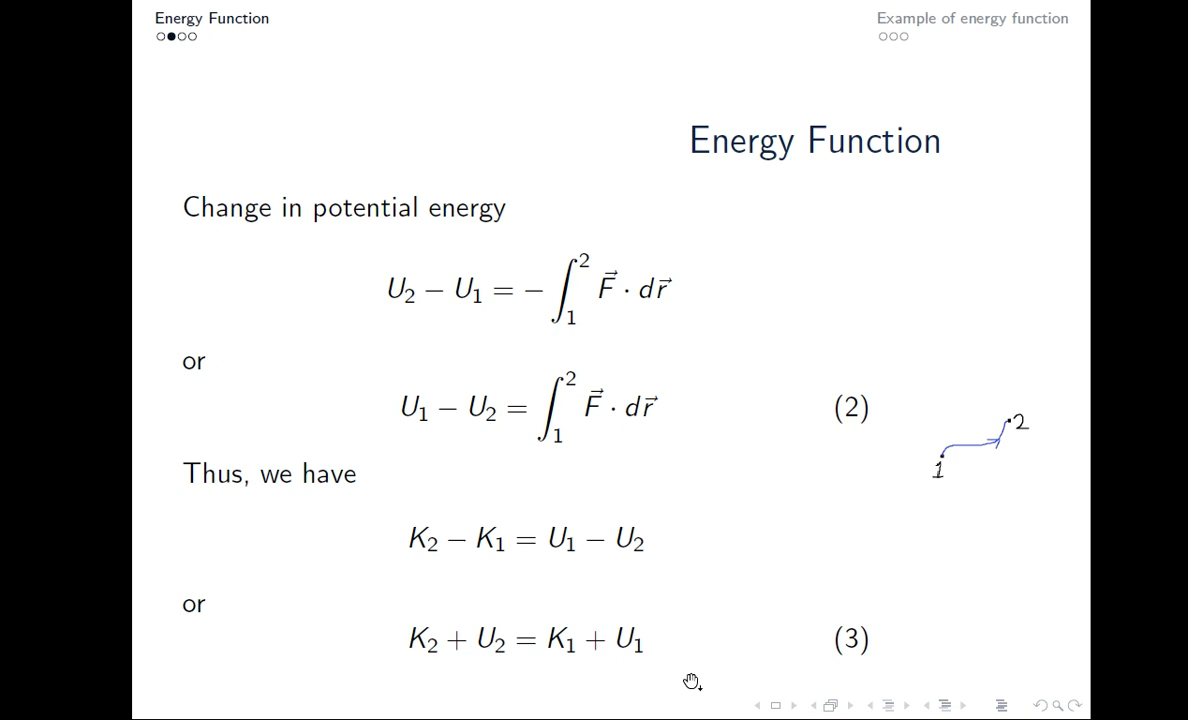 Energy Function
Example of energy function
Energy Function
Change in potential energy
U₂ − U₁ = − ∫₁² F⃗ · dr⃗
or
U₁ − U₂ = ∫₁² F⃗ · dr⃗ (2)
2
1
Thus, we have
K₂ − K₁ = U₁ − U₂
or
K₂ + U₂ = K₁ + U₁ (3)